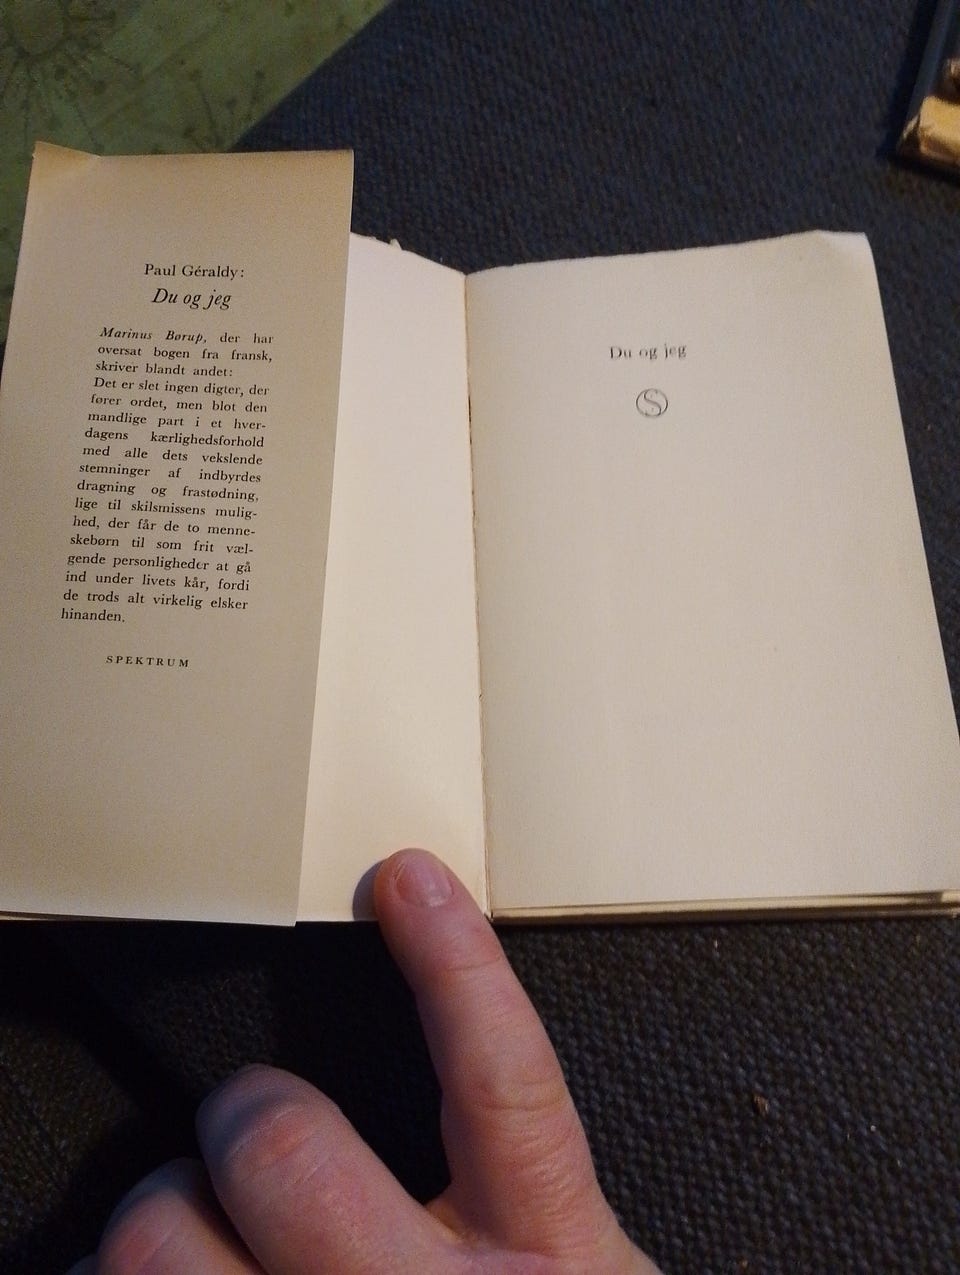 Paul Géraldy:
Du og jeg
Marinus Børup, der har
oversat bogen fra fransk,
skriver blandt andet:
Det er slet ingen digter, der
fører ordet, men blot den
mandlige part i et hver-
dagens kærlighedsforhold
med alle dets vekslende
stemninger af indbyrdes
dragning og frastødning,
lige til skilsmissens mulig-
hed, der får de to menne-
skebørn til som frit væl-
gende personligheder at gå
ind under livets kår, fordi
de trods alt virkelig elsker
hinanden.
SPEKTRUM
Du og jeg
S